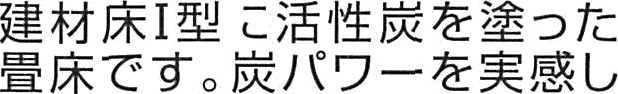 建材床I型こ活性炭を塗った
畳床です。炭パワーを実感し